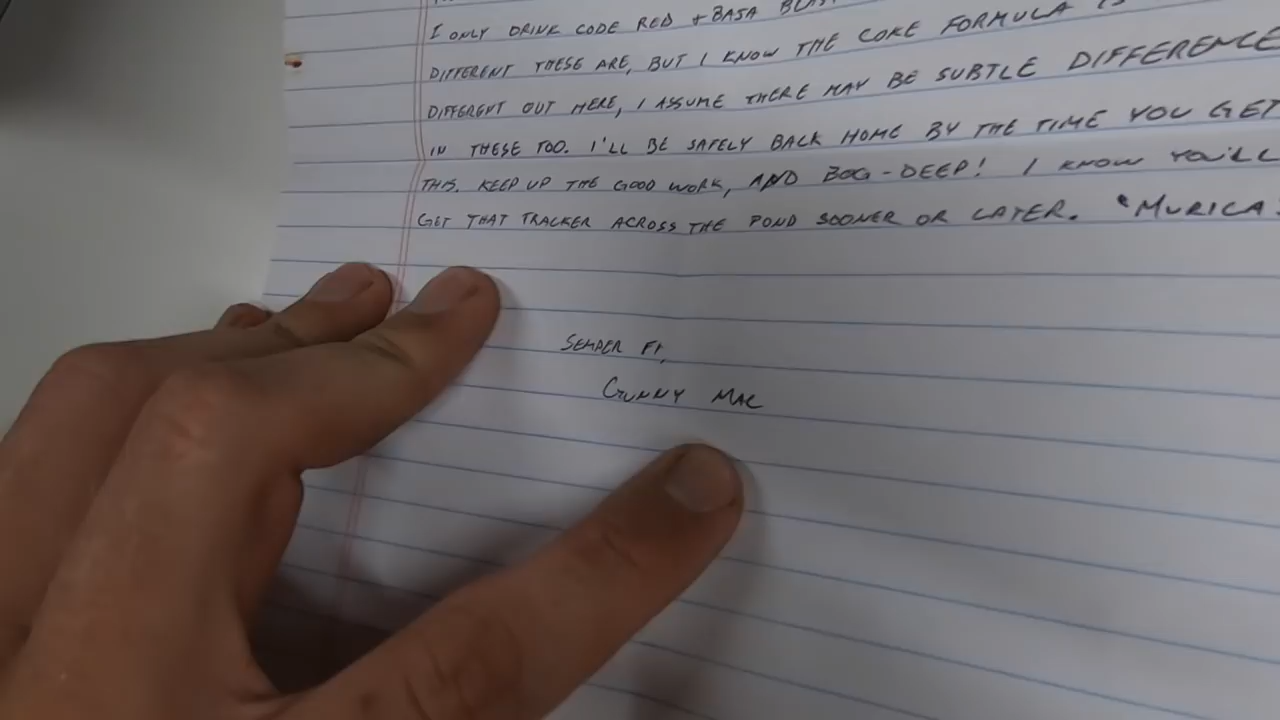 I ONLY DRINK CODE RED + BAJA BLAST
DIFFERENT THESE ARE, BUT I KNOW THE COKE FORMULA IS
DIFFERENT OUT HERE, I ASSUME THERE MAY BE SUBTLE DIFFERENCE
IN THESE TOO. I'LL BE SAFELY BACK HOME BY THE TIME YOU GET
THIS. KEEP UP THE GOOD WORK, AND BOG-DEEP! I KNOW YOU'LL
GET THAT TRACKER ACROSS THE POND SOONER OR LATER. 'MURICA!
SEMPER FI,
GUNNY MAC